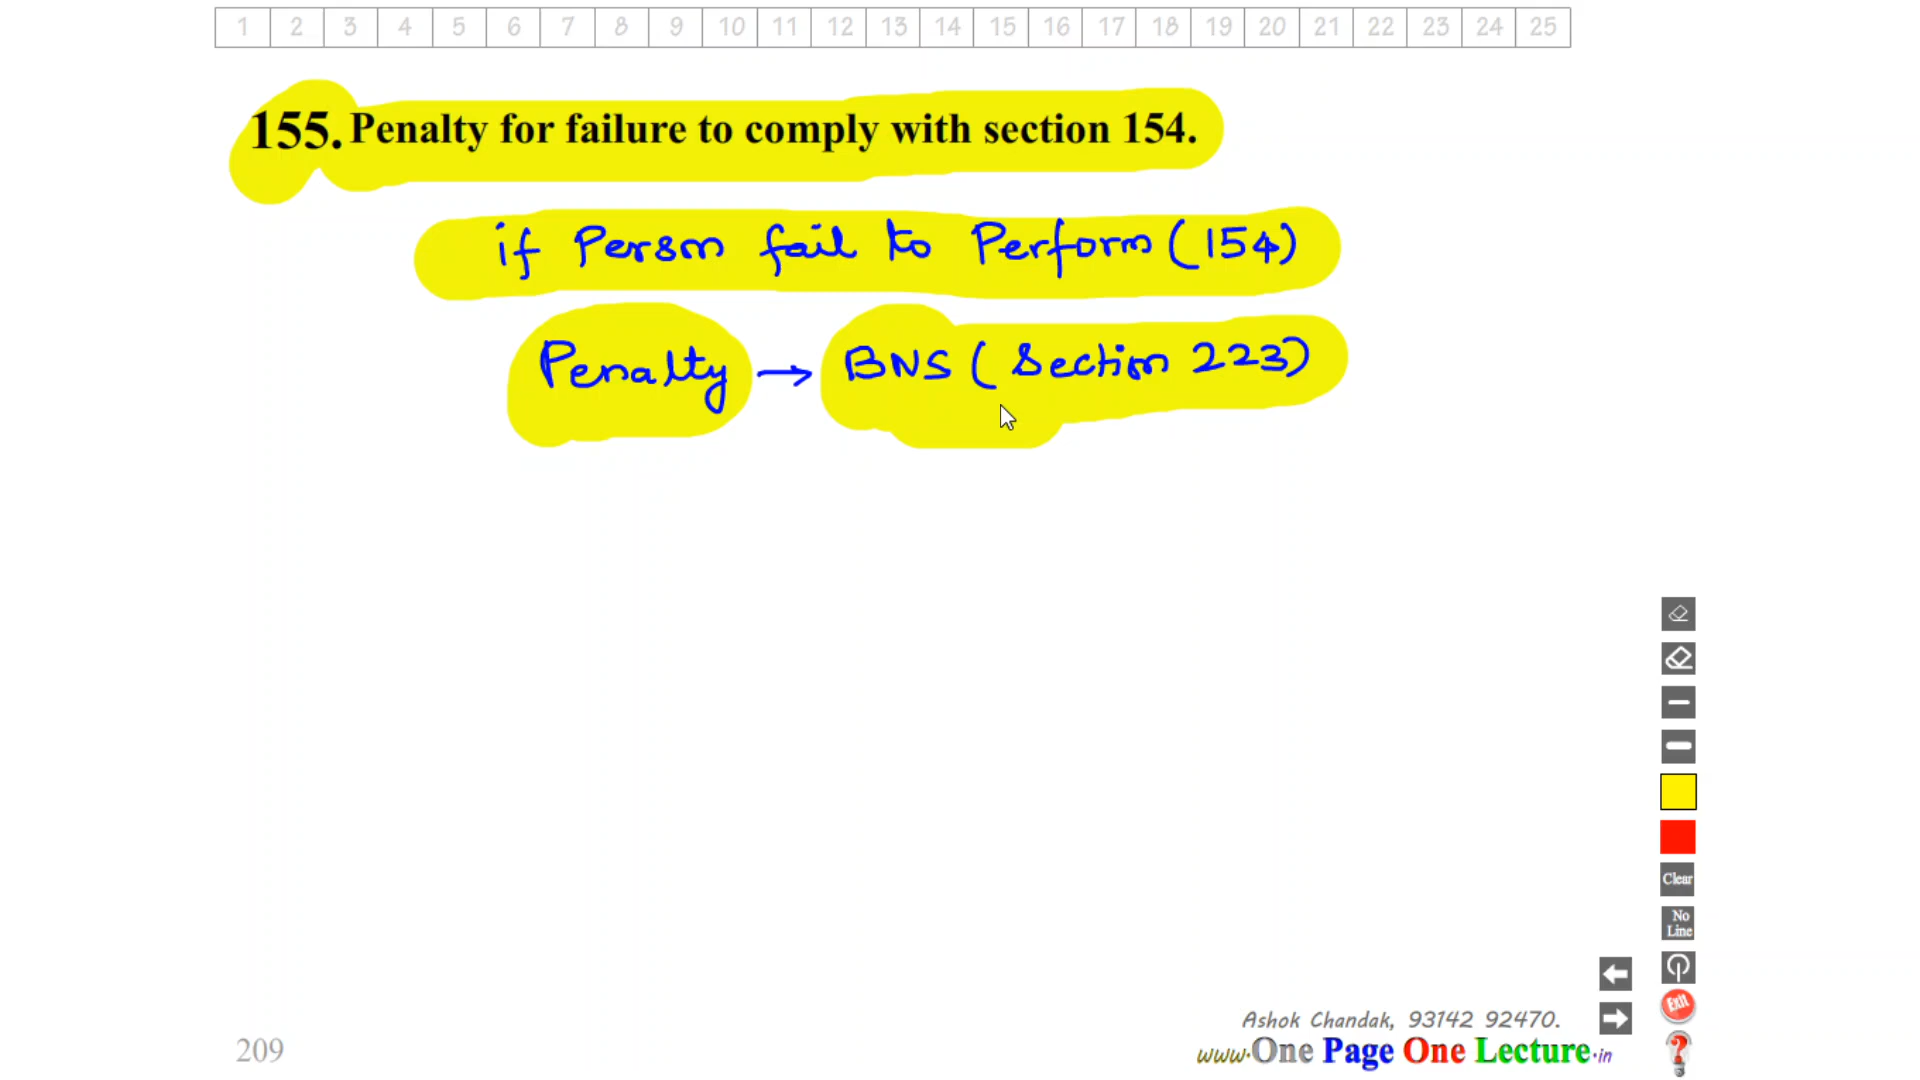 1 2 3 4 5 6 7 8 9 10 11 12 13 14 15 16 17 18 19 20 21 22 23 24 25
155. Penalty for failure to comply with section 154.
if Person fail to Perform (154)
Penalty → BNS (Section 223)
Clear
No
Line
Exit
?
Ashok Chandak, 93142 92470.
209
www.One Page One Lecture.in